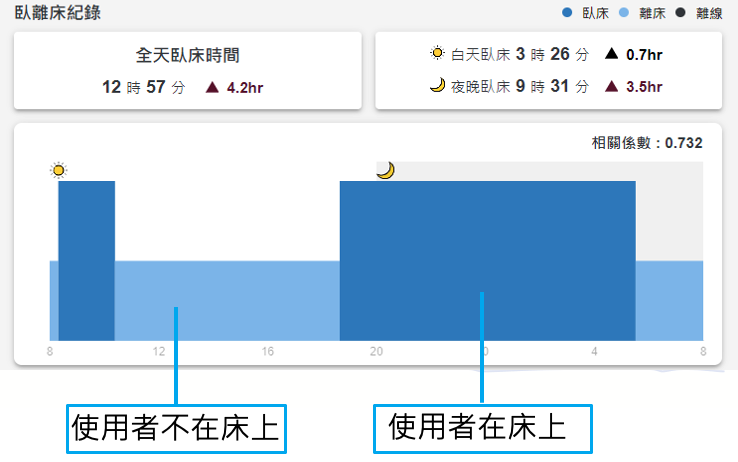 臥離床紀錄
臥床 離床 離線
全天臥床時間
12 時 57 分 ▲ 4.2hr
白天臥床 3 時 26 分 ▲ 0.7hr
夜晚臥床 9 時 31 分 ▲ 3.5hr
相關係數 : 0.732
8 12 16 20 0 4 8
使用者不在床上
使用者在床上